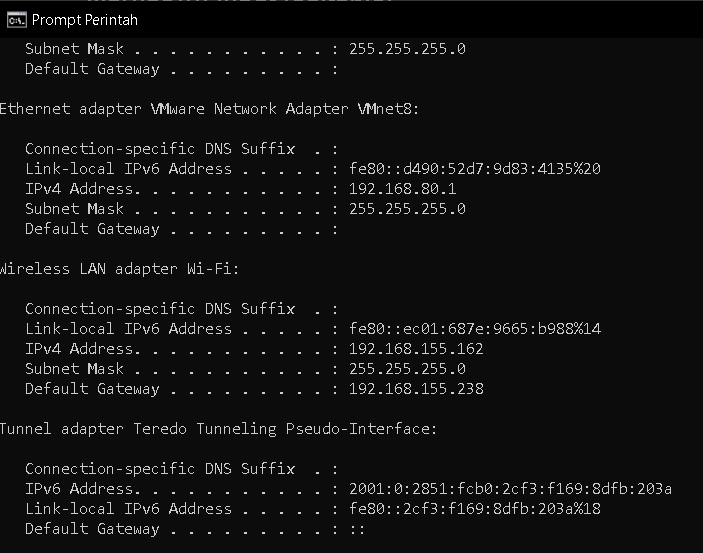 Prompt Perintah
Subnet Mask . . . . . . . . . . . : 255.255.255.0
Default Gateway . . . . . . . . . :
Ethernet adapter VMware Network Adapter VMnet8:
Connection-specific DNS Suffix  . :
Link-local IPv6 Address . . . . . : fe80::d490:52d7:9d83:4135%20
IPv4 Address. . . . . . . . . . . : 192.168.80.1
Subnet Mask . . . . . . . . . . . : 255.255.255.0
Default Gateway . . . . . . . . . :
Wireless LAN adapter Wi-Fi:
Connection-specific DNS Suffix  . :
Link-local IPv6 Address . . . . . : fe80::ec01:687e:9665:b988%14
IPv4 Address. . . . . . . . . . . : 192.168.155.162
Subnet Mask . . . . . . . . . . . : 255.255.255.0
Default Gateway . . . . . . . . . : 192.168.155.238
Tunnel adapter Teredo Tunneling Pseudo-Interface:
Connection-specific DNS Suffix  . :
IPv6 Address. . . . . . . . . . . : 2001:0:2851:fcb0:2cf3:f169:8dfb:203a
Link-local IPv6 Address . . . . . : fe80::2cf3:f169:8dfb:203a%18
Default Gateway . . . . . . . . . : ::